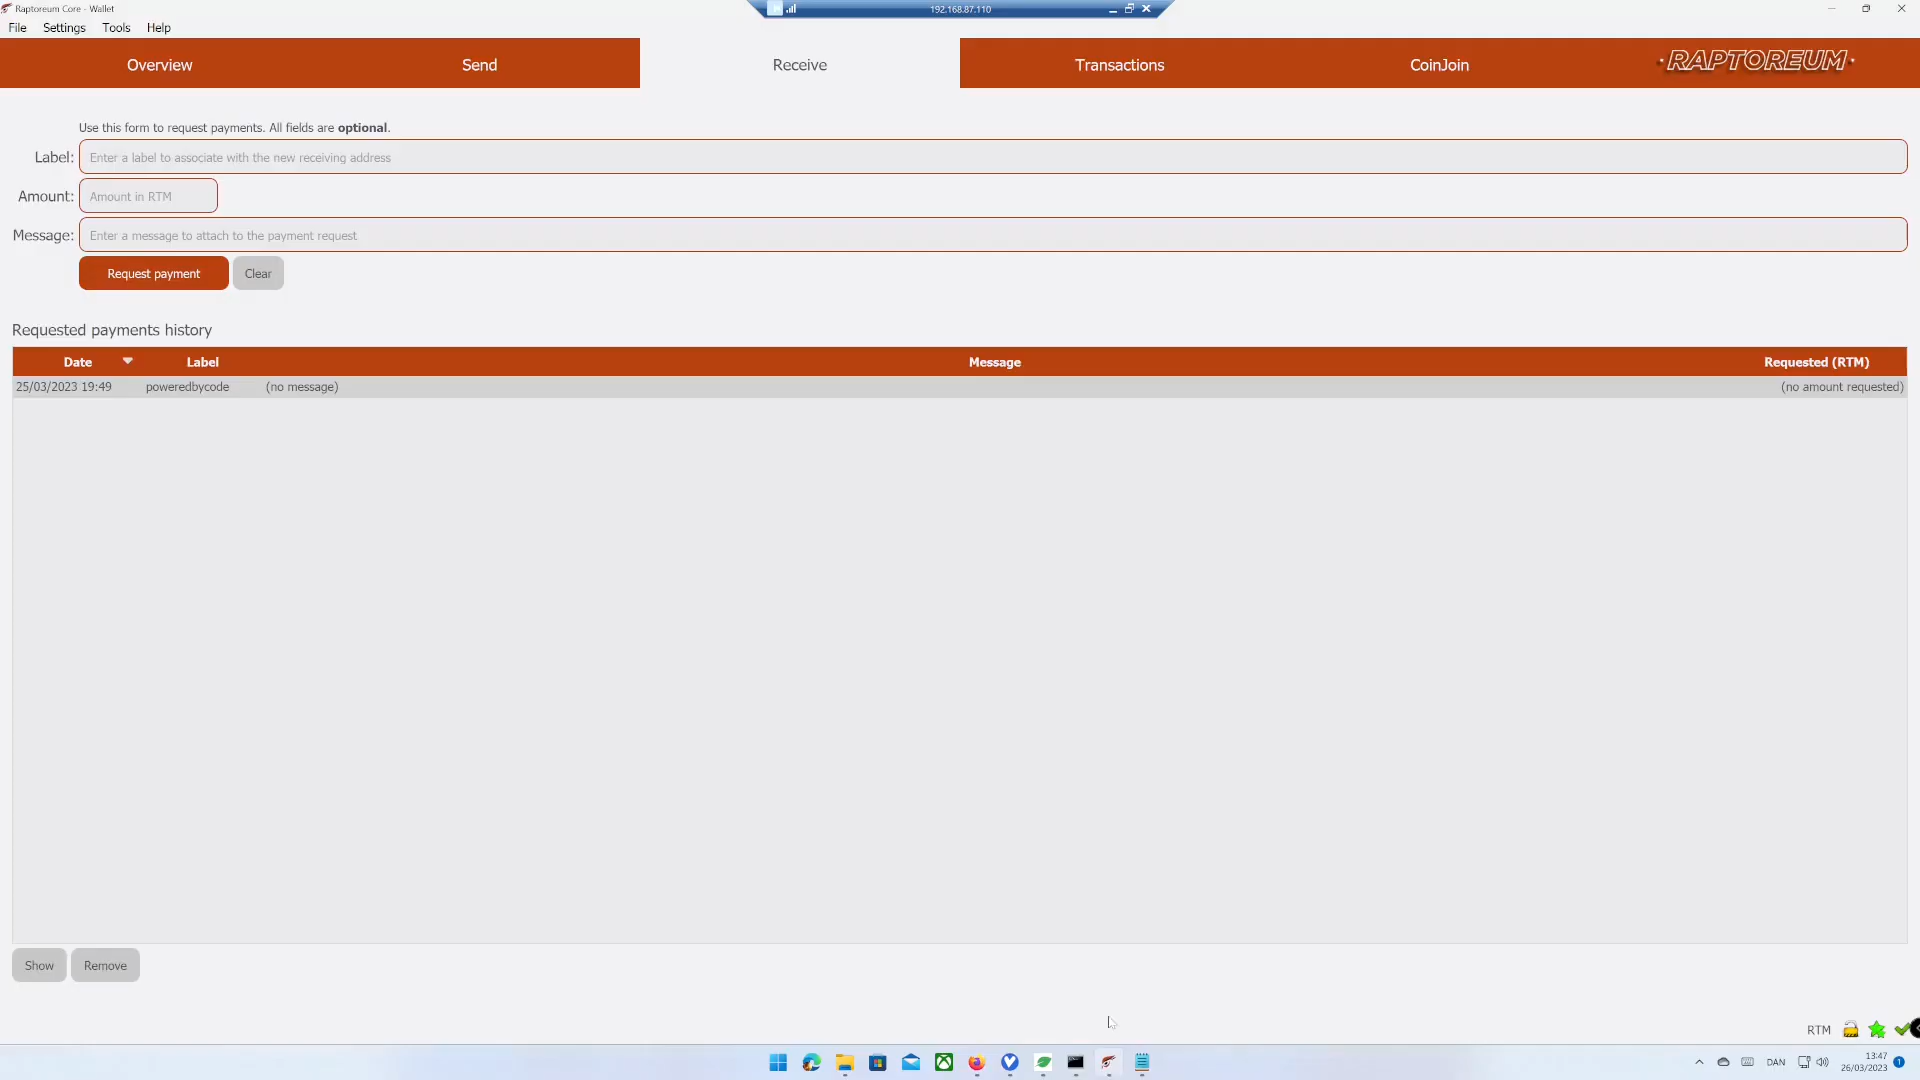 Raptoreum Core - Wallet
192.168.87.110
File Settings Tools Help
Overview Send Receive Transactions CoinJoin RAPTOREUM
Use this form to request payments. All fields are optional.
Label: Enter a label to associate with the new receiving address
Amount: Amount in RTM
Message: Enter a message to attach to the payment request
Request payment Clear
Requested payments history
Date Label Message Requested (RTM)
25/03/2023 19:49 poweredbycode (no message) (no amount requested)
Show Remove
RTM
DAN 13:47 1
26/03/2023